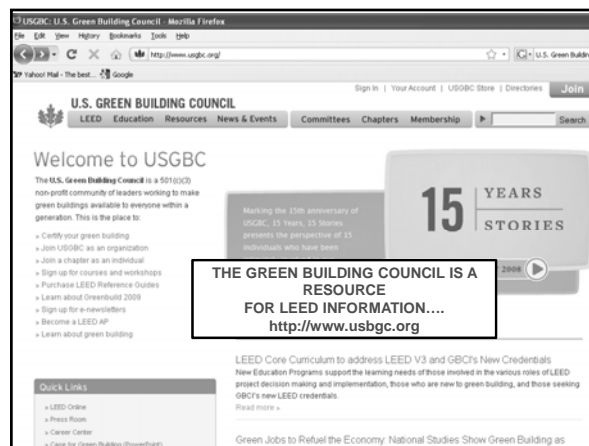 USGBC: U.S. Green Building Council - Mozilla Firefox
File Edit View History Bookmarks Tools Help
http://www.usgbc.org/
U.S. Green Buildin
Yahoo! Mail - The best... Google
Sign In | Your Account | USGBC Store | Directories Join
U.S. GREEN BUILDING COUNCIL
LEED Education Resources News & Events Committees Chapters Membership Search
Welcome to USGBC
The U.S. Green Building Council is a 501(c)(3)
non-profit community of leaders working to make
green buildings available to everyone within a
generation. This is the place to:
» Certify your green building
» Join USGBC as an organization
» Join a chapter as an individual
» Sign up for courses and workshops
» Purchase LEED Reference Guides
» Learn about Greenbuild 2009
» Sign up for e-newsletters
» Become a LEED AP
» Learn about green building
Marking the 15th anniversary of
USGBC, 15 Years, 15 Stories
presents the perspective of 15
individuals who have been
15 YEARS
STORIES
2008
THE GREEN BUILDING COUNCIL IS A
RESOURCE
FOR LEED INFORMATION….
http://www.usbgc.org
LEED Core Curriculum to address LEED V3 and GBCI's New Credentials
New Education Programs support the learning needs of those involved in the various roles of LEED
project decision making and implementation, those who are new to green building, and those seeking
GBCI's new LEED credentials.
Read more »
Quick Links
» LEED Online
» Press Room
» Career Center
» Case for Green Building (PowerPoint)
Green Jobs to Refuel the Economy: National Studies Show Green Building as